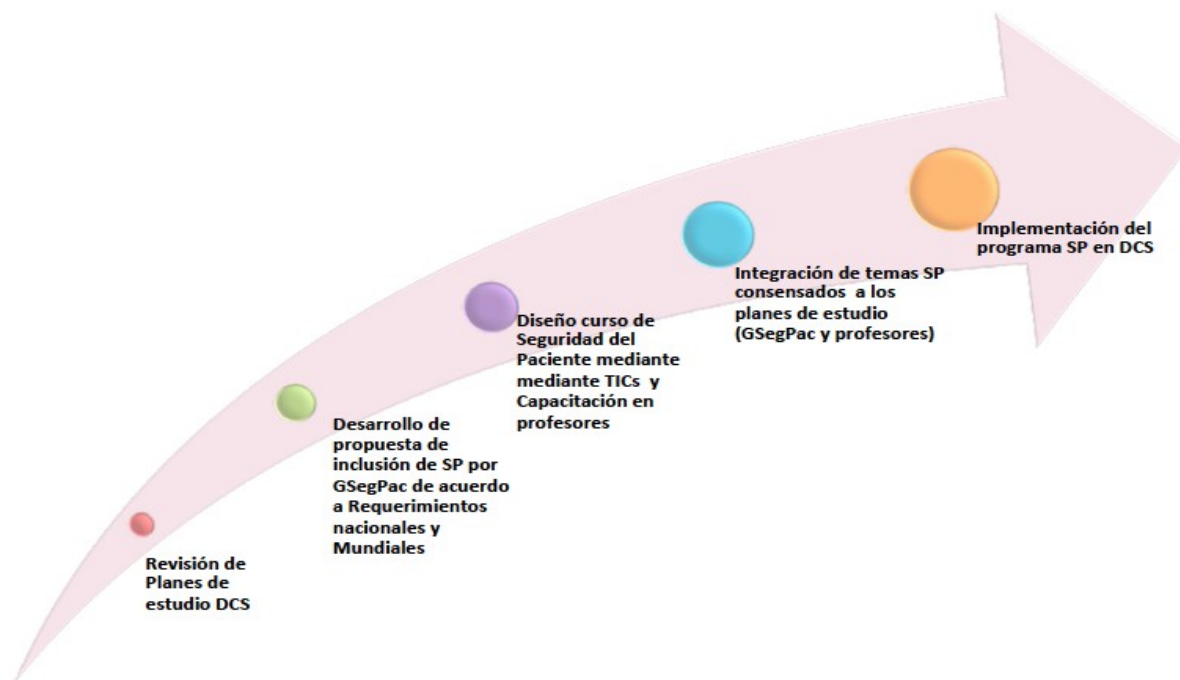 Revisión de
Planes de
estudio DCS
Desarrollo de
propuesta de
inclusión de SP por
GSegPac de acuerdo
a Requerimientos
nacionales y
Mundiales
Diseño curso de
Seguridad del
Paciente mediante
mediante TICs y
Capacitación en
profesores
Integración de temas SP
consensados a los
planes de estudio
(GSegPac y profesores)
Implementación del
programa SP en DCS